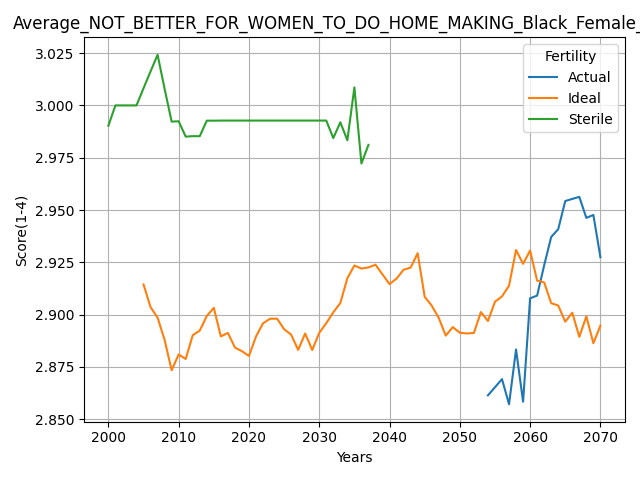 Average_NOT_BETTER_FOR_WOMEN_TO_DO_HOME_MAKING_Black_Female_
Fertility
Actual
Ideal
Sterile
Score(1-4)
3.025
3.000
2.975
2.950
2.925
2.900
2.875
2.850
2000 2010 2020 2030 2040 2050 2060 2070
Years